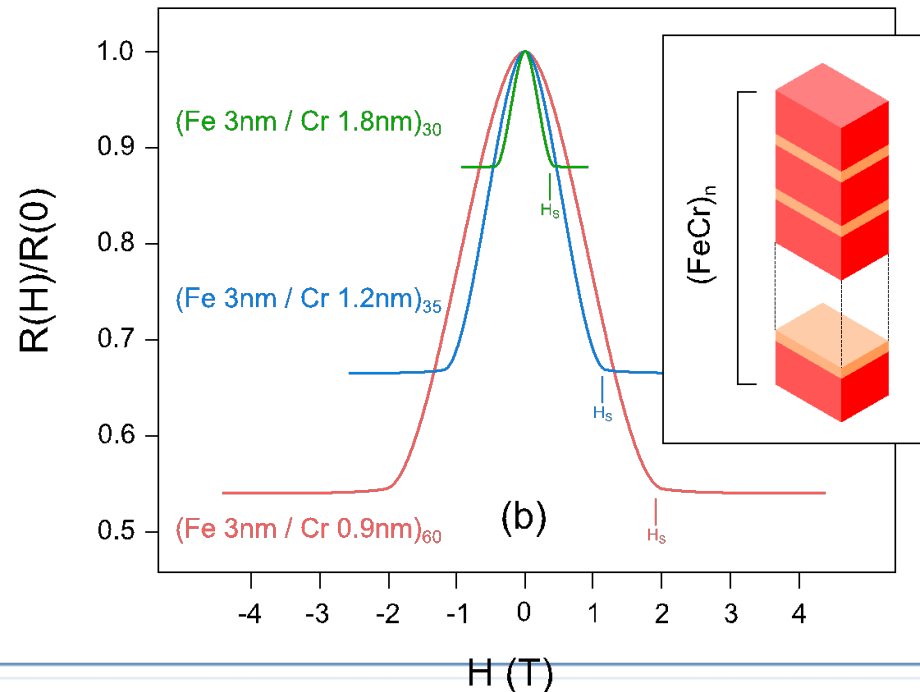 R(H)/R(0)
1.0
0.9
0.8
0.7
0.6
0.5
(Fe 3nm / Cr 1.8nm)₃₀
Hₛ
(Fe 3nm / Cr 1.2nm)₃₅
Hₛ
(Fe 3nm / Cr 0.9nm)₆₀
(b)
Hₛ
(FeCr)ₙ
-4 -3 -2 -1 0 1 2 3 4
H (T)